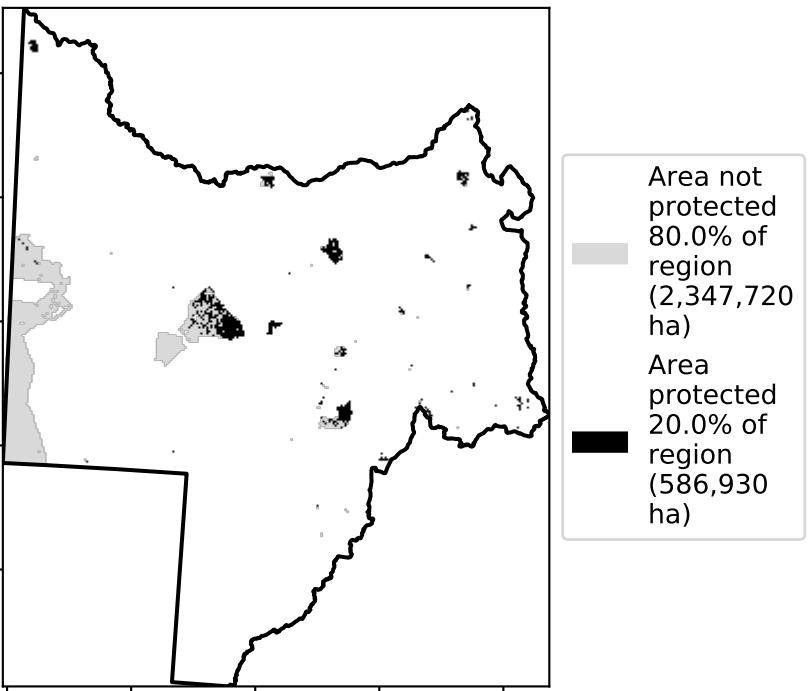 Area not
protected
80.0% of
region
(2,347,720
ha)
Area
protected
20.0% of
region
(586,930
ha)